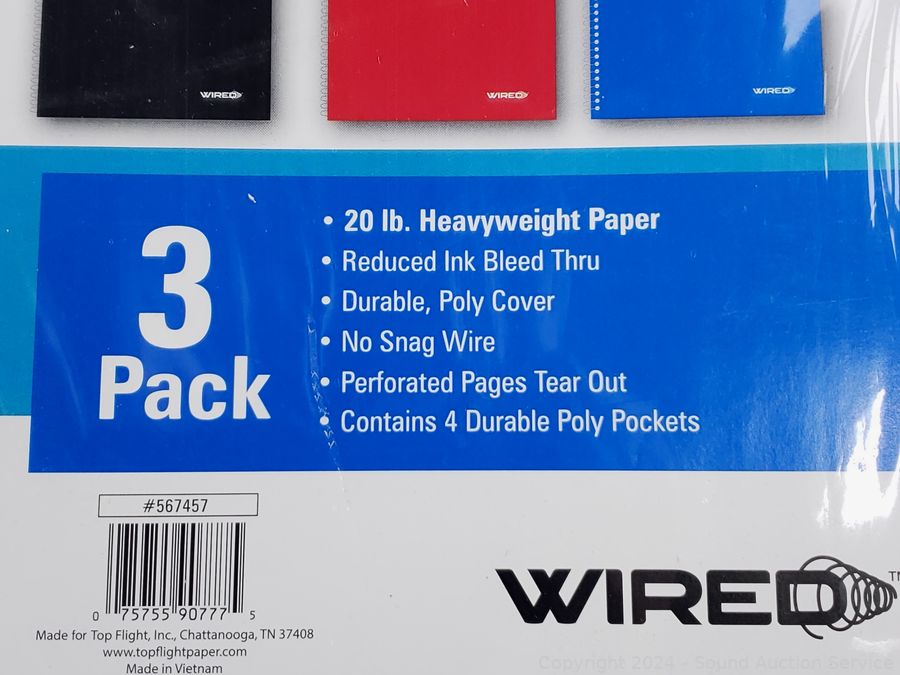 WIRED
WIRED
WIRED
3
Pack
• 20 lb. Heavyweight Paper
• Reduced Ink Bleed Thru
• Durable, Poly Cover
• No Snag Wire
• Perforated Pages Tear Out
• Contains 4 Durable Poly Pockets
#567457
0 75755 90777 5
Made for Top Flight, Inc., Chattanooga, TN 37408
www.topflightpaper.com
Made in Vietnam
WIRED TM
Copyright 2024 - Sound Auction Service